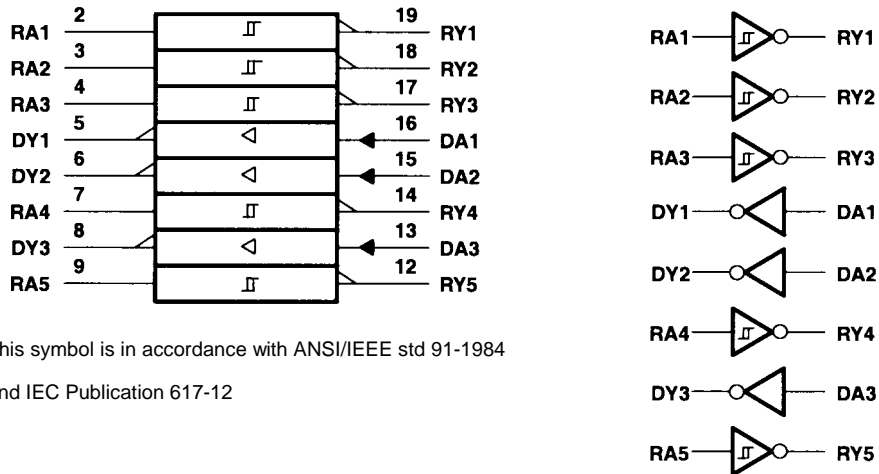 2 19
RA1 RY1
3 18
RA2 RY2
4 17
RA3 RY3
5 16
DY1 DA1
6 15
DY2 DA2
7 14
RA4 RY4
8 13
DY3 DA3
9 12
RA5 RY5
his symbol is in accordance with ANSI/IEEE std 91-1984
nd IEC Publication 617-12
RA1 RY1
RA2 RY2
RA3 RY3
DY1 DA1
DY2 DA2
RA4 RY4
DY3 DA3
RA5 RY5